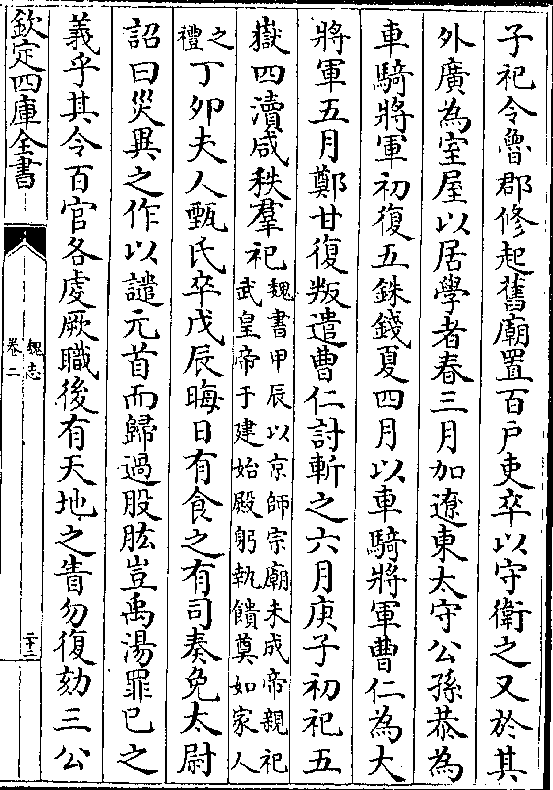 子祀令魯郡修起舊廟置百户吏卒以守衛之又於其
外廣為室屋以居學者春三月加遼東太守公孫恭為
車騎將軍初復五銖錢夏四月以車騎將軍曹仁為大
將軍五月鄭甘復叛遣曹仁討斬之六月庚子初祀五
嶽四瀆咸秩羣祀魏書甲辰以京師宗廟未成帝親祀
武皇帝于建始殿躬執饋奠如家人
之禮丁卯夫人甄氏卒戊辰晦日有食之有司奏免太尉
詔曰災異之作以譴元首而歸過股肱豈禹湯罪己之
義乎其令百官各虔厥職後有天地之眚勿復劾三公
欽定四庫全書
魏志
卷二
二十三